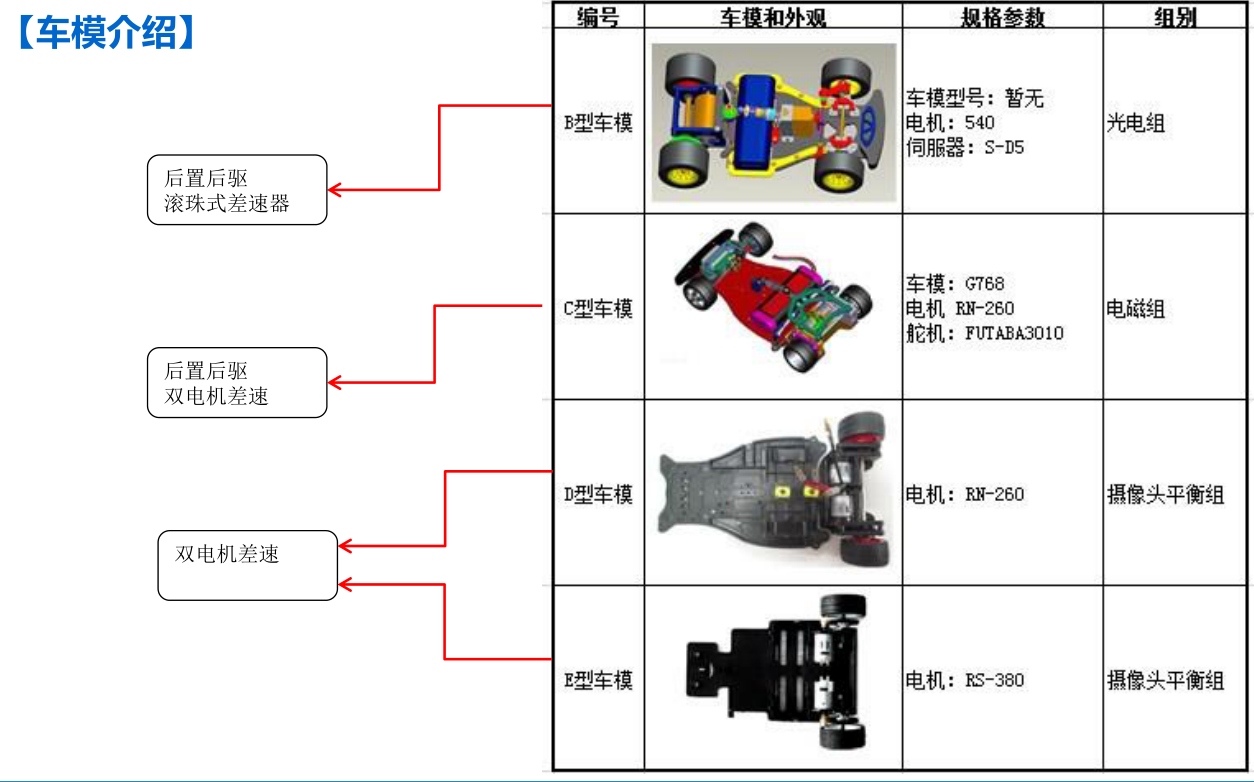 【车模介绍】
编号 车模和外观 规格参数 组别
B型车模
车模型号: 暂无
电机: 540
伺服器: S-D5
光电组
后置后驱
滚珠式差速器
C型车模
车模: G768
电机 RN-260
舵机: FUTABA3010
电磁组
后置后驱
双电机差速
D型车模
电机: RN-260
摄像头平衡组
双电机差速
E型车模
电机: RS-380
摄像头平衡组